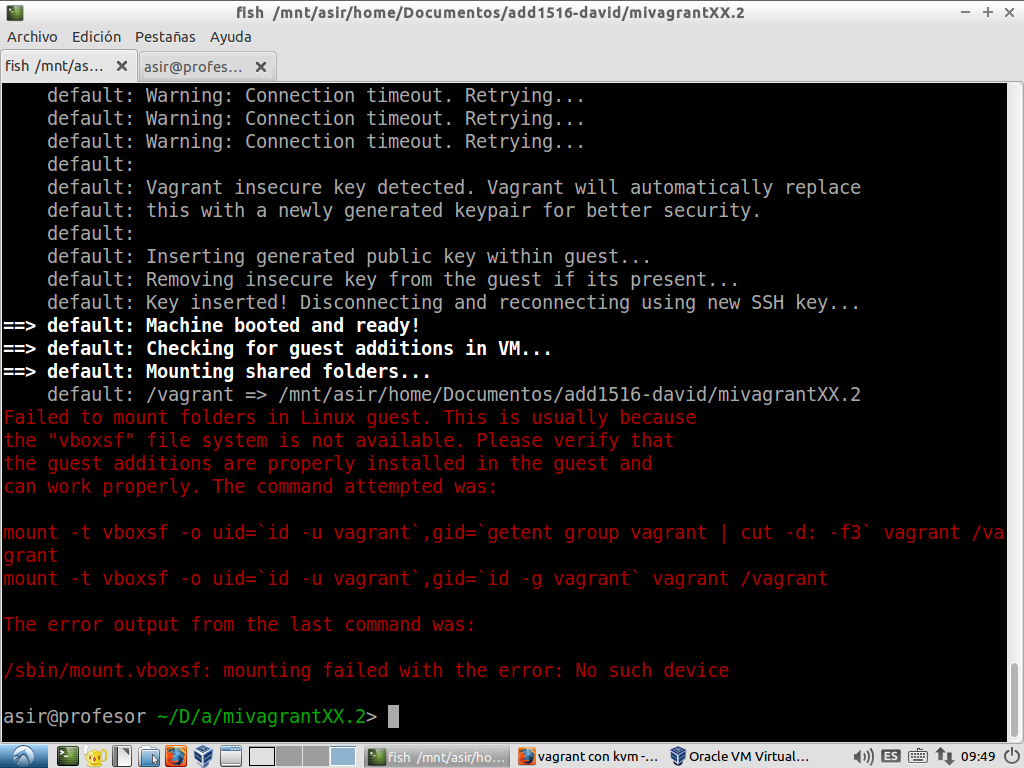 fish /mnt/asir/home/Documentos/add1516-david/mivagrantXX.2
Archivo Edición Pestañas Ayuda
fish /mnt/as... asir@profes...
default: Warning: Connection timeout. Retrying...
default: Warning: Connection timeout. Retrying...
default: Warning: Connection timeout. Retrying...
default:
default: Vagrant insecure key detected. Vagrant will automatically replace
default: this with a newly generated keypair for better security.
default:
default: Inserting generated public key within guest...
default: Removing insecure key from the guest if its present...
default: Key inserted! Disconnecting and reconnecting using new SSH key...
==> default: Machine booted and ready!
==> default: Checking for guest additions in VM...
==> default: Mounting shared folders...
default: /vagrant => /mnt/asir/home/Documentos/add1516-david/mivagrantXX.2
Failed to mount folders in Linux guest. This is usually because
the "vboxsf" file system is not available. Please verify that
the guest additions are properly installed in the guest and
can work properly. The command attempted was:
mount -t vboxsf -o uid=`id -u vagrant`,gid=`getent group vagrant | cut -d: -f3` vagrant /va
grant
mount -t vboxsf -o uid=`id -u vagrant`,gid=`id -g vagrant` vagrant /vagrant
The error output from the last command was:
/sbin/mount.vboxsf: mounting failed with the error: No such device
asir@profesor ~/D/a/mivagrantXX.2>
fish /mnt/asir/ho... vagrant con kvm -... Oracle VM Virtual... ES 09:49